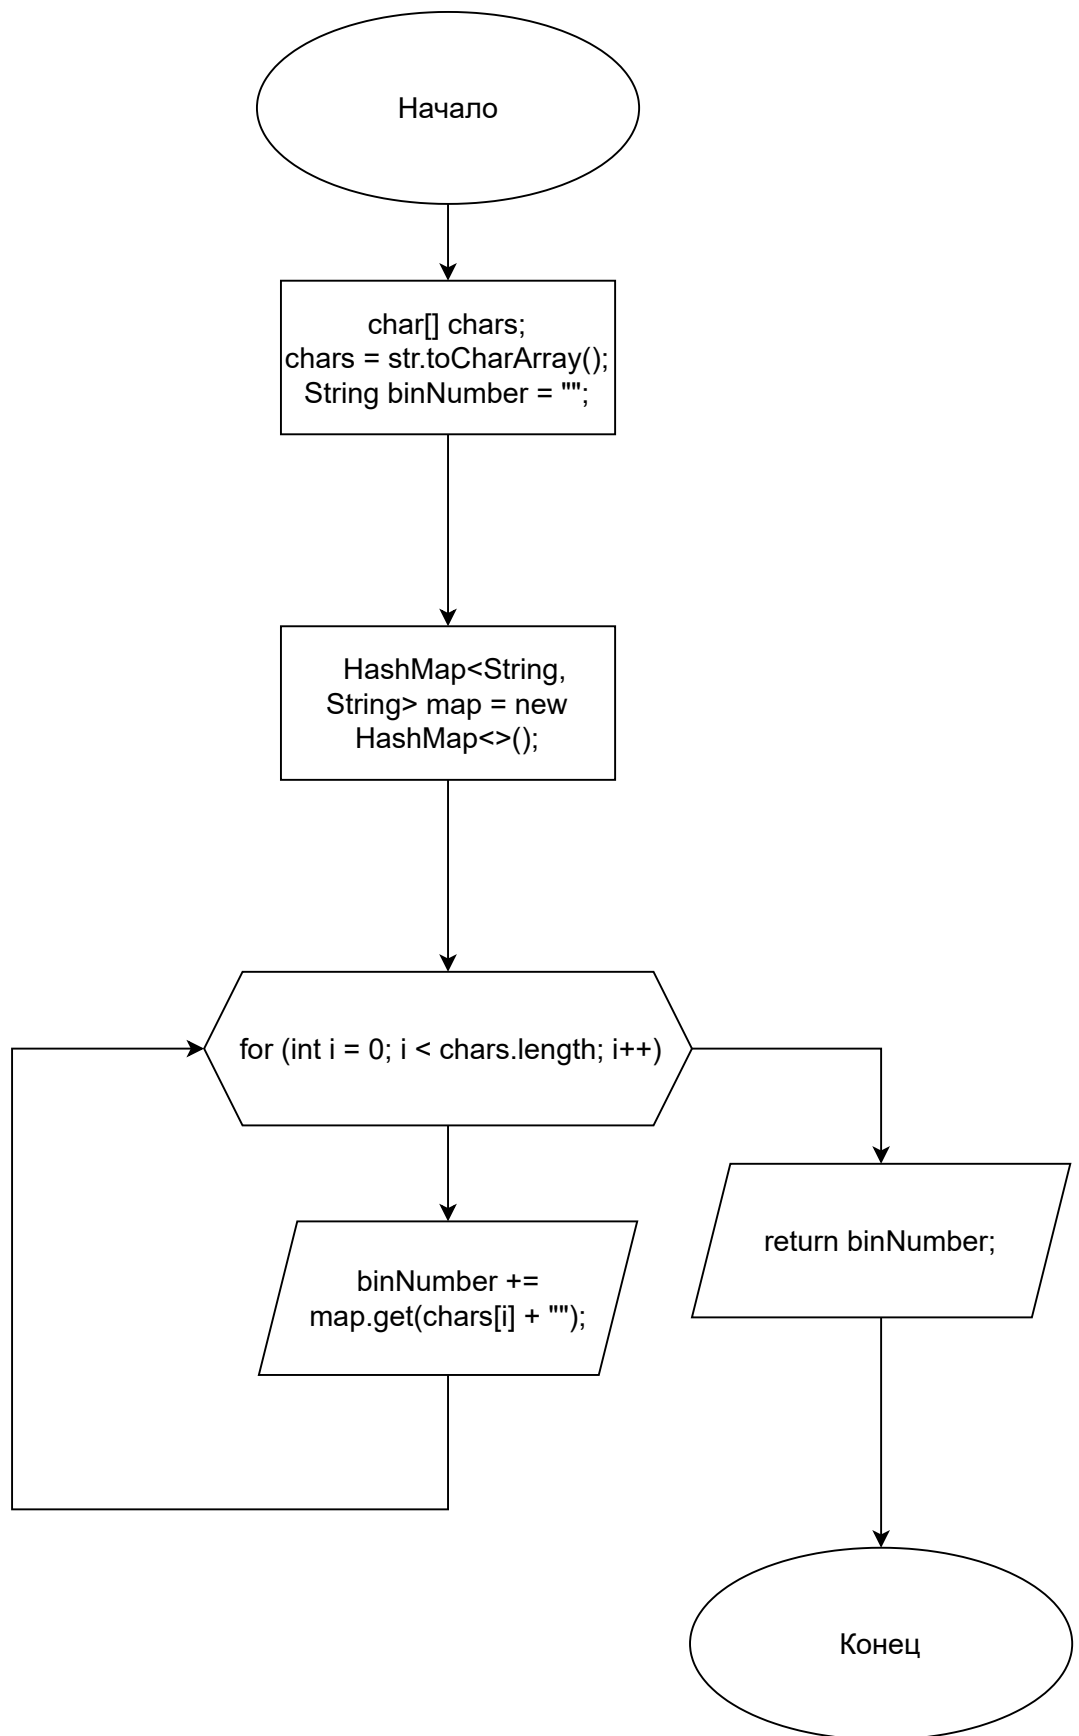 Начало
char[] chars;
chars = str.toCharArray();
String binNumber = "";
HashMap<String,
String> map = new
HashMap<>();
for (int i = 0; i < chars.length; i++)
binNumber +=
map.get(chars[i] + "");
return binNumber;
Конец